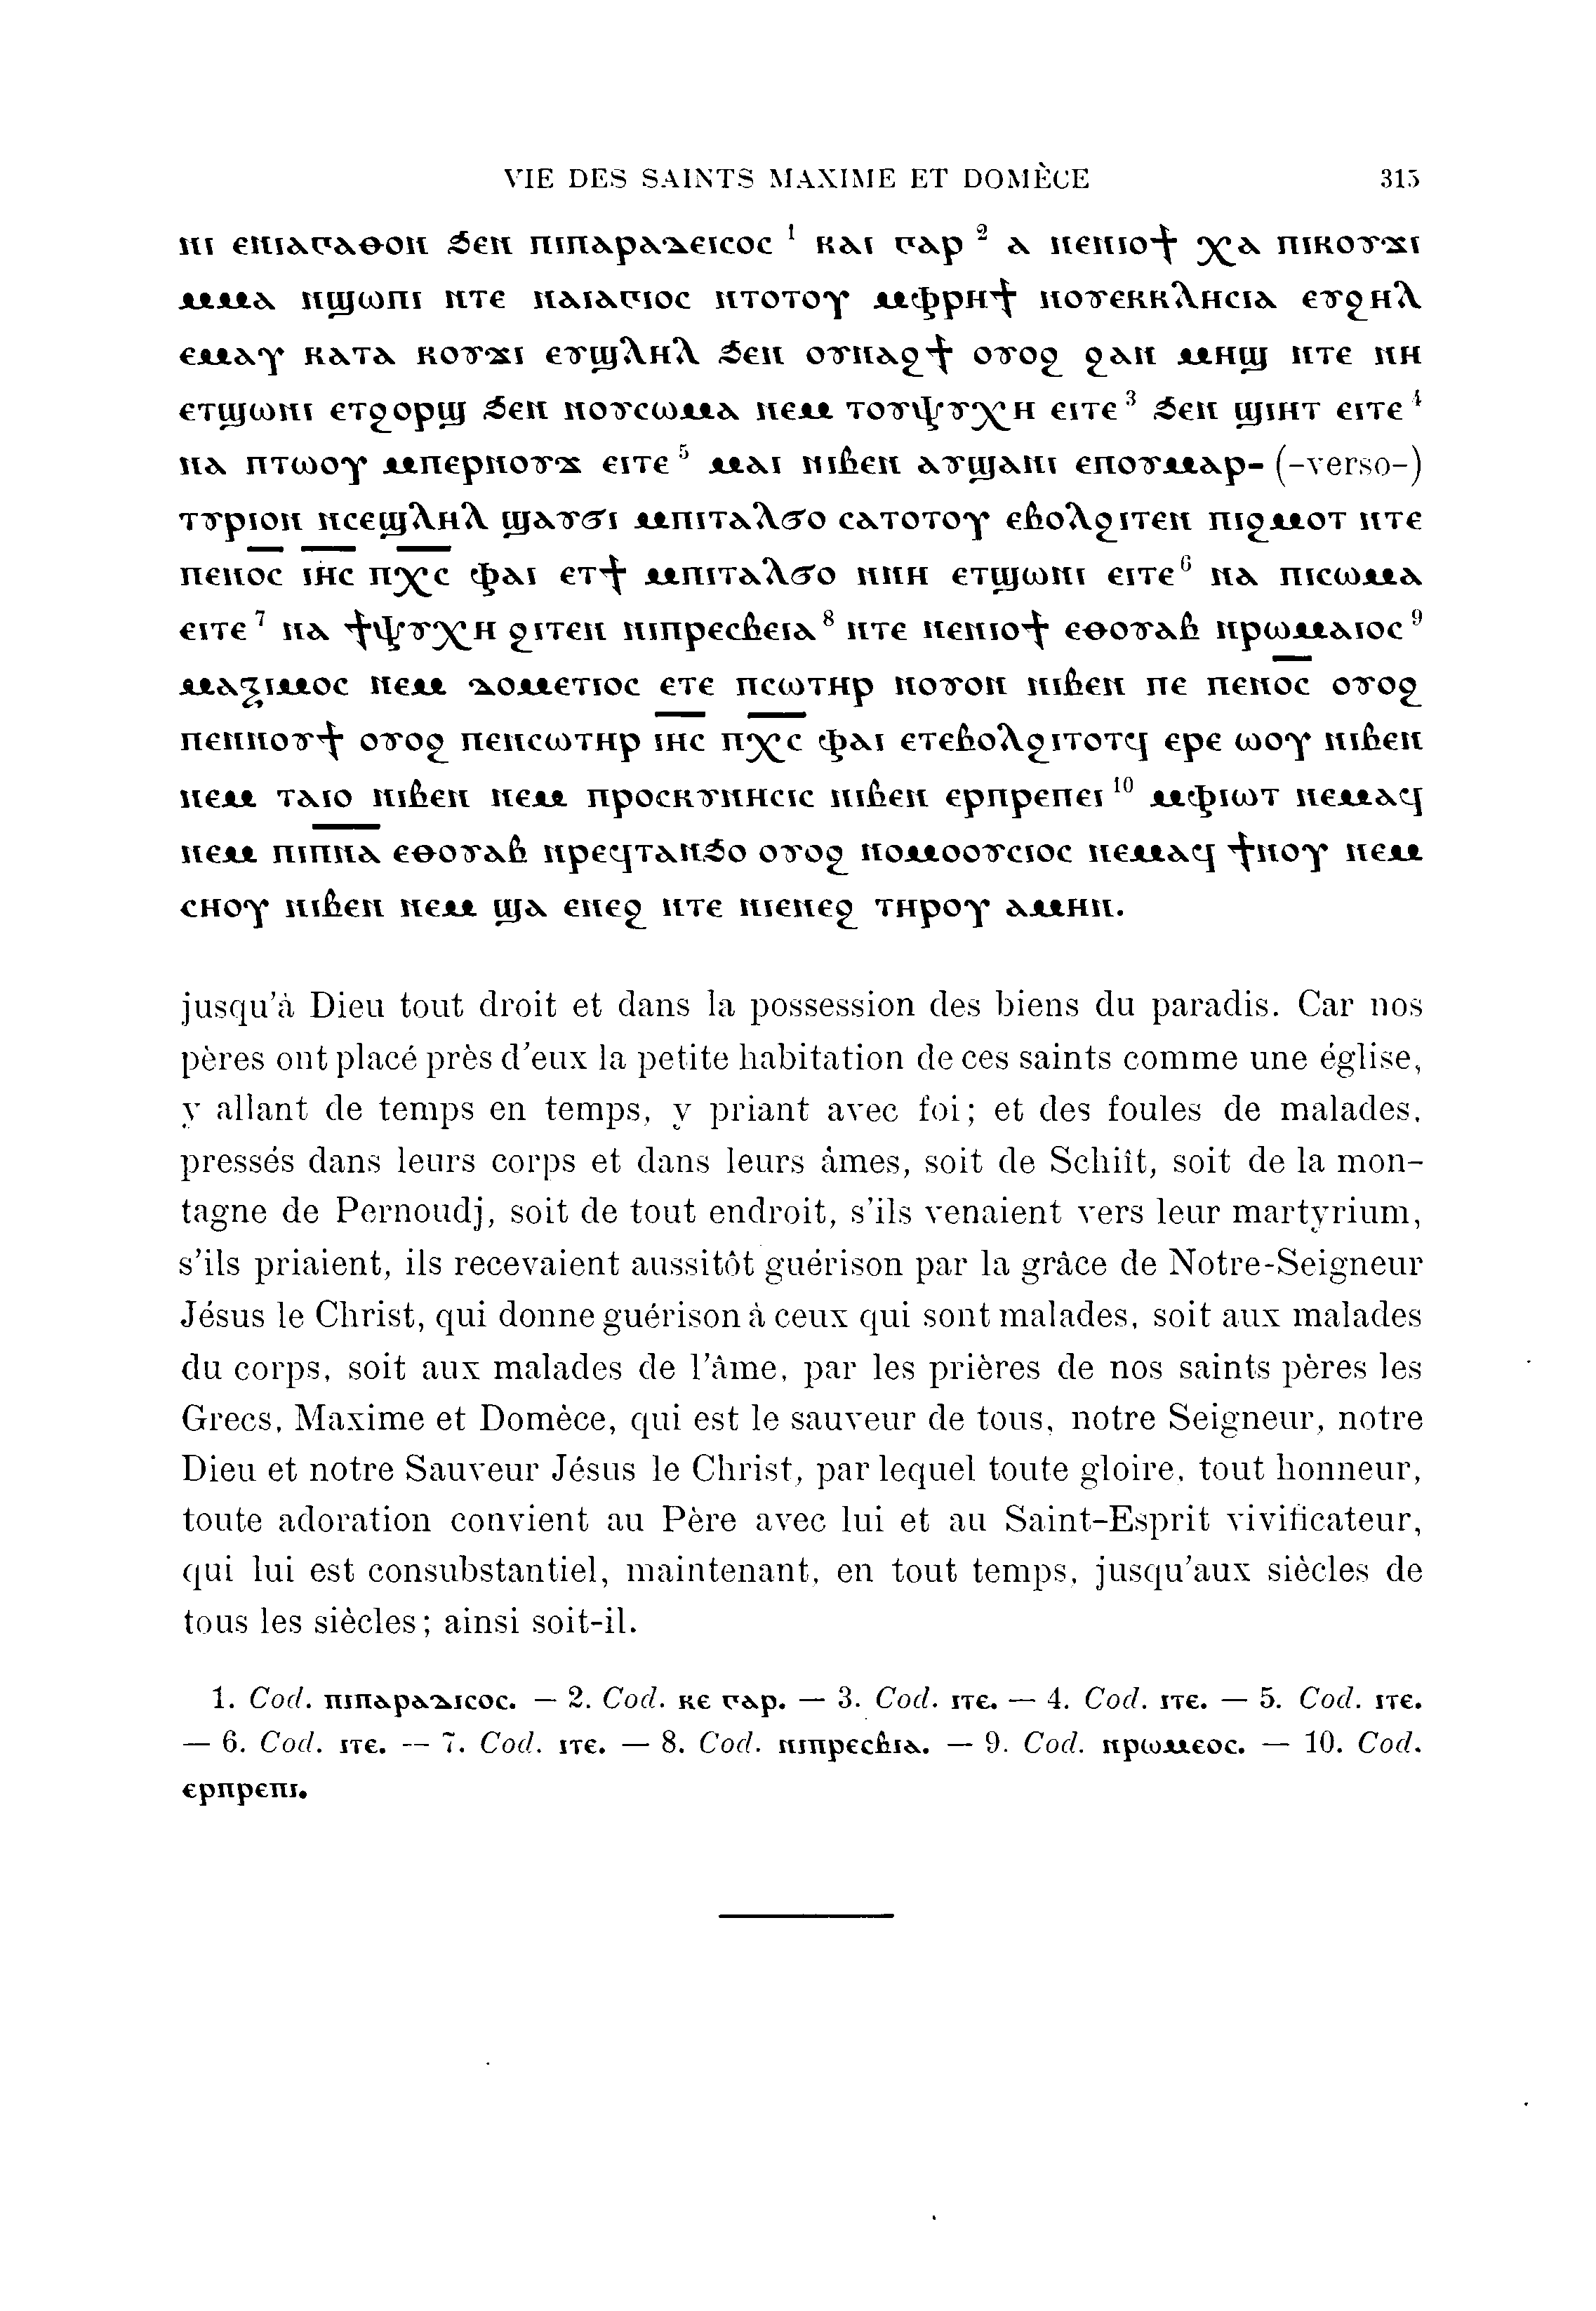 VIE DES SAINTS MAXIME ET DOMÈCE 315
ⲛⲓ ⲉⲛⲓⲁⲅⲁⲑⲟⲛ ϧⲉⲛ ⲡⲓⲡⲁⲣⲁⲇⲉⲓⲥⲟⲥ ¹ ⲕⲁⲓ ⲅⲁⲣ ² ⲁ ⲛⲉⲛⲓⲟϯ ⲭⲁ ⲡⲓⲕⲟⲩϫⲓ
ⲙⲙⲁ ⲛϣⲱⲡⲓ ⲛⲧⲉ ⲛⲁⲓⲁⲅⲓⲟⲥ ⲛⲧⲟⲧⲟⲩ ⲙⲫⲣⲏϯ ⲛⲟⲩⲉⲕⲕⲗⲏⲥⲓⲁ ⲉⲩϩⲏⲗ
ⲉⲙⲁⲩ ⲕⲁⲧⲁ ⲕⲟⲩϫⲓ ⲉⲩϣⲗⲏⲗ ϧⲉⲛ ⲟⲩⲛⲁϩϯ ⲟⲩⲟϩ ϩⲁⲛ ⲙⲏϣ ⲛⲧⲉ ⲛⲏ
ⲉⲧϣⲱⲛⲓ ⲉⲧϩⲟⲣϣ ϧⲉⲛ ⲛⲟⲩⲥⲱⲙⲁ ⲛⲉⲙ ⲧⲟⲩⲯⲩⲭⲏ ⲉⲓⲧⲉ ³ ϧⲉⲛ ϣⲓⲏⲧ ⲉⲓⲧⲉ ⁴
ⲛⲁ ⲡⲧⲱⲟⲩ ⲙⲡⲉⲣⲛⲟⲩϫ ⲉⲓⲧⲉ ⁵ ⲙⲁⲓ ⲛⲓⲃⲉⲛ ⲁⲩϣⲁⲛⲓ ⲉⲡⲟⲩⲙⲁⲣ- (-verso-)
ⲧⲩⲣⲓⲟⲛ ⲛⲥⲉϣⲗⲏⲗ ϣⲁⲩϭⲓ ⲙⲡⲓⲧⲁⲗϭⲟ ⲥⲁⲧⲟⲧⲟⲩ ⲉⲃⲟⲗϩⲓⲧⲉⲛ ⲡⲓϩⲙⲟⲧ ⲛⲧⲉ
ⲡⲉⲛⲟ̅ⲥ̅ ⲓ̅ⲏ̅ⲥ̅ ⲡ̅ⲭ̅ⲥ̅ ⲫⲁⲓ ⲉⲧϯ ⲙⲡⲓⲧⲁⲗϭⲟ ⲛⲛⲏ ⲉⲧϣⲱⲛⲓ ⲉⲓⲧⲉ ⁶ ⲛⲁ ⲡⲓⲥⲱⲙⲁ
ⲉⲓⲧⲉ ⁷ ⲛⲁ ϯⲯⲩⲭⲏ ϩⲓⲧⲉⲛ ⲛⲓⲡⲣⲉⲥⲃⲉⲓⲁ ⁸ ⲛⲧⲉ ⲛⲉⲛⲓⲟϯ ⲉⲑⲟⲩⲁⲃ ⲛⲣⲱⲙⲁⲓⲟⲥ ⁹
ⲙⲁⲝⲓⲙⲟⲥ ⲛⲉⲙ ⲇⲟⲙⲉⲧⲓⲟⲥ ⲉⲧⲉ ⲡⲥⲱⲧⲏⲣ ⲛⲟⲩⲟⲛ ⲛⲓⲃⲉⲛ ⲡⲉ ⲡⲉⲛⲟ̅ⲥ̅ ⲟⲩⲟϩ
ⲡⲉⲛⲛⲟⲩϯ ⲟⲩⲟϩ ⲡⲉⲛⲥⲱⲧⲏⲣ ⲓ̅ⲏ̅ⲥ̅ ⲡ̅ⲭ̅ⲥ̅ ⲫⲁⲓ ⲉⲧⲉⲃⲟⲗϩⲓⲧⲟⲧϥ ⲉⲣⲉ ⲱⲟⲩ ⲛⲓⲃⲉⲛ
ⲛⲉⲙ ⲧⲁⲓⲟ ⲛⲓⲃⲉⲛ ⲛⲉⲙ ⲡⲣⲟⲥⲕⲩⲛⲏⲥⲓⲥ ⲛⲓⲃⲉⲛ ⲉⲣⲡⲣⲉⲡⲉⲓ ¹⁰ ⲙⲫⲓⲱⲧ ⲛⲉⲙⲁϥ
ⲛⲉⲙ ⲡⲓⲡ̅ⲛ̅ⲁ̅ ⲉⲑⲟⲩⲁⲃ ⲛⲣⲉϥⲧⲁⲛϧⲟ ⲟⲩⲟϩ ⲛⲟⲙⲟⲟⲩⲥⲓⲟⲥ ⲛⲉⲙⲁϥ ϯⲛⲟⲩ ⲛⲉⲙ
ⲥⲏⲟⲩ ⲛⲓⲃⲉⲛ ⲛⲉⲙ ϣⲁ ⲉⲛⲉϩ ⲛⲧⲉ ⲛⲓⲉⲛⲉϩ ⲧⲏⲣⲟⲩ ⲁⲙⲏⲛ.
jusqu'à Dieu tout droit et dans la possession des biens du paradis. Car nos
pères ont placé près d'eux la petite habitation de ces saints comme une église,
y allant de temps en temps, y priant avec foi; et des foules de malades,
pressés dans leurs corps et dans leurs âmes, soit de Schiît, soit de la mon-
tagne de Pernoudj, soit de tout endroit, s'ils venaient vers leur martyrium,
s'ils priaient, ils recevaient aussitôt guérison par la grâce de Notre-Seigneur
Jésus le Christ, qui donne guérison à ceux qui sont malades, soit aux malades
du corps, soit aux malades de l'âme, par les prières de nos saints pères les
Grecs, Maxime et Domèce, qui est le sauveur de tous, notre Seigneur, notre
Dieu et notre Sauveur Jésus le Christ, par lequel toute gloire, tout honneur,
toute adoration convient au Père avec lui et au Saint-Esprit vivificateur,
qui lui est consubstantiel, maintenant, en tout temps, jusqu'aux siècles de
tous les siècles; ainsi soit-il.
1. Cod. ⲡⲓⲡⲁⲣⲁⲇⲓⲥⲟⲥ. — 2. Cod. ⲕⲉ ⲅⲁⲣ. — 3. Cod. ⲓⲧⲉ. — 4. Cod. ⲓⲧⲉ. — 5. Cod. ⲓⲧⲉ.
— 6. Cod. ⲓⲧⲉ. — 7. Cod. ⲓⲧⲉ. — 8. Cod. ⲛⲓⲡⲣⲉⲥⲃⲓⲁ. — 9. Cod. ⲛⲣⲱⲙⲉⲟⲥ. — 10. Cod.
ⲉⲣⲡⲣⲉⲡⲓ.